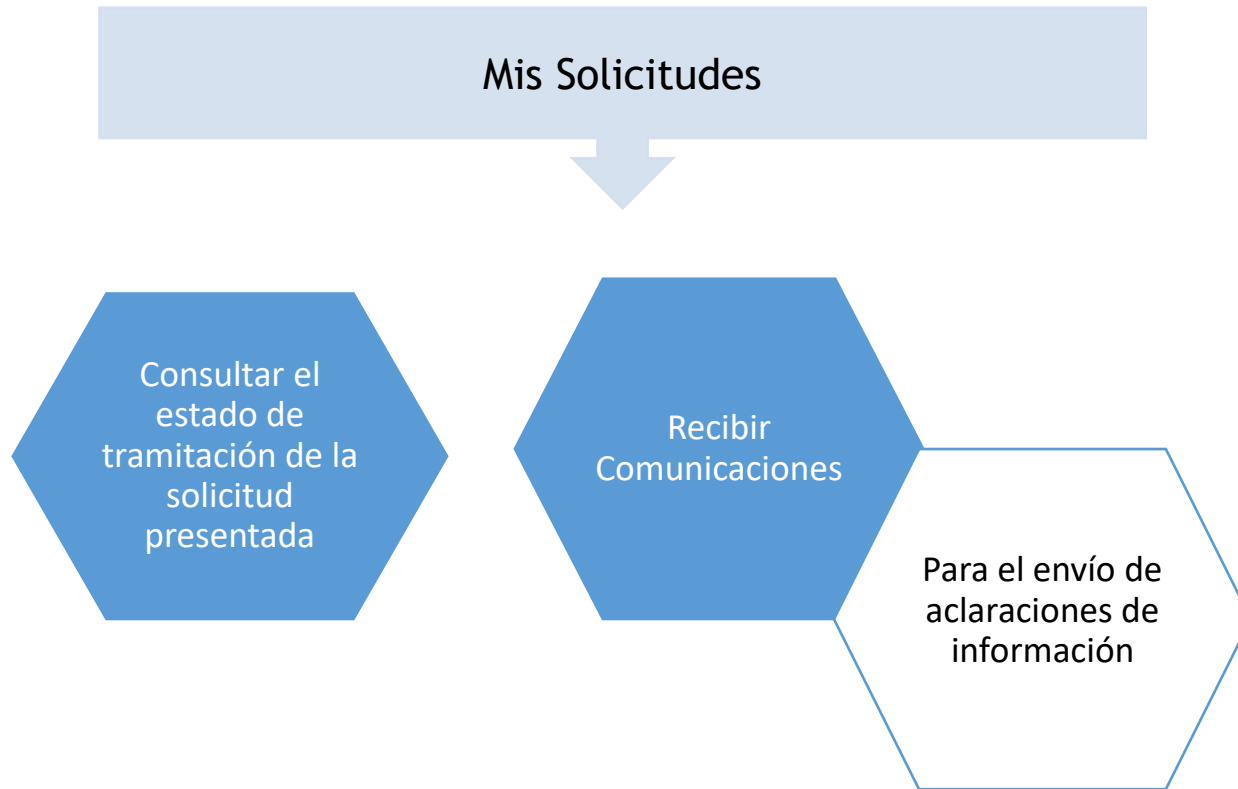 Mis Solicitudes
Consultar el
estado de
tramitación de la
solicitud
presentada
Recibir
Comunicaciones
Para el envío de
aclaraciones de
información